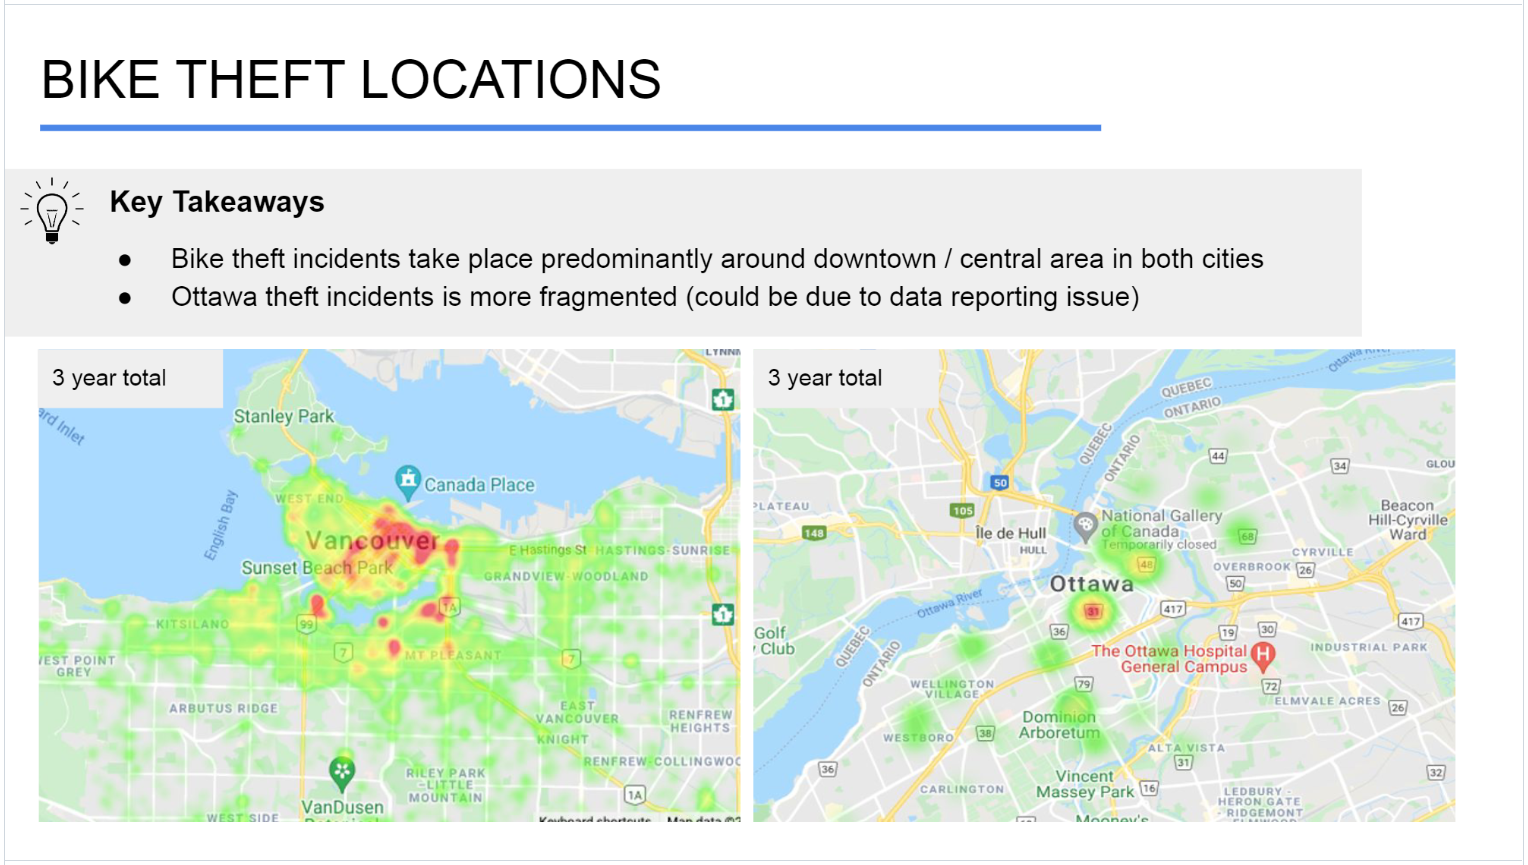 BIKE THEFT LOCATIONS
Key Takeaways
● Bike theft incidents take place predominantly around downtown / central area in both cities
● Ottawa theft incidents is more fragmented (could be due to data reporting issue)
3 year total
LYNN
1
ard Inlet
Stanley Park
Canada Place
WEST END
English Bay
Vancouver
E Hastings St
HASTINGS-SUNRISE
Sunset Beach Park
GRANDVIEW-WOODLAND
1A
1
KITSILANO
99
7
MT PLEASANT
7
WEST POINT
GREY
ARBUTUS RIDGE
EAST
VANCOUVER
RENFREW
HEIGHTS
KNIGHT
RENFREW-COLLINGWOO
RILEY PARK
-LITTLE
MOUNTAIN
1A
VanDusen
WEST SIDE
Keyboard shortcuts
Map data ©2
3 year total
Ottawa River
QUEBEC
ONTARIO
QUEBEC
ONTARIO
44
34
GLOU
50
PLATEAU
105
National Gallery
of Canada
Temporarily closed
Beacon
Hill-Cyrville
Ward
148
Île de Hull
HULL
68
CYRVILLE
48
OVERBROOK
26
Ottawa
50
Ottawa River
31
417
417
Golf
Club
36
19
30
QUEBEC
ONTARIO
The Ottawa Hospital
General Campus
H
INDUSTRIAL PARK
WELLINGTON
VILLAGE
79
72
ELMVALE ACRES
26
Dominion
Arboretum
WESTBORO
38
ALTA VISTA
31
36
Vincent
Massey Park
16
32
CARLINGTON
LEDBURY -
HERON GATE
- RIDGEMONT
Mooney's